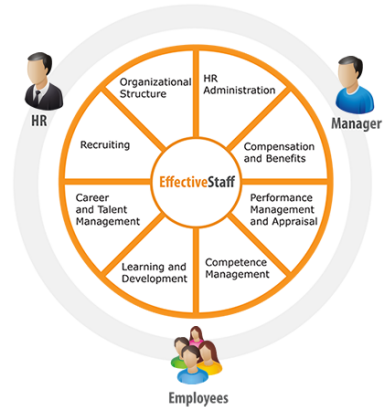 Organizational
Structure
HR
Administration
HR
Manager
Recruiting
Compensation
and Benefits
EffectiveStaff
Career
and Talent
Management
Performance
Management
and Appraisal
Learning and
Development
Competence
Management
Employees